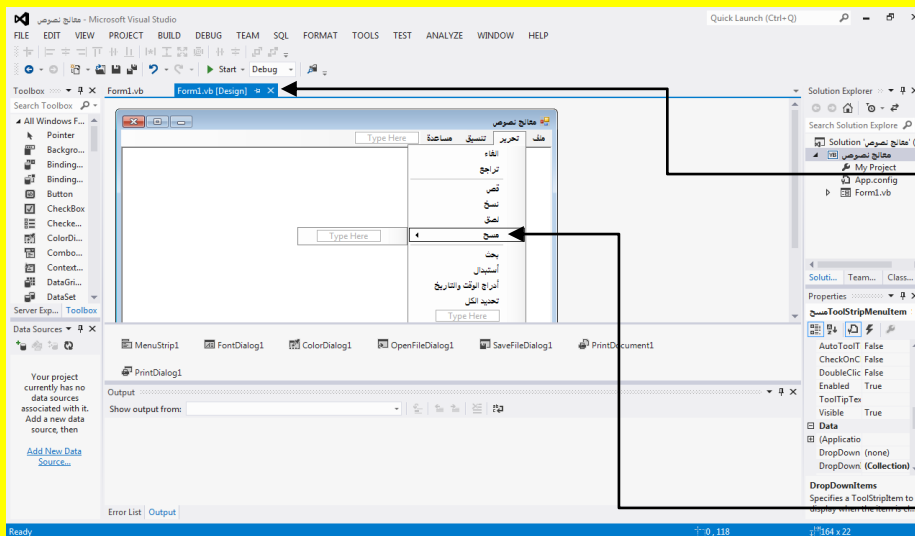 معالج نصوص - Microsoft Visual Studio
Quick Launch (Ctrl+Q)
FILE EDIT VIEW PROJECT BUILD DEBUG TEAM SQL FORMAT TOOLS TEST ANALYZE WINDOW HELP
Start - Debug
Toolbox
Form1.vb
Form1.vb [Design]
Search Toolbox
All Windows F...
Pointer
Backgro...
Binding...
Binding...
Button
CheckBox
Checke...
ColorDi...
Combo...
Context...
DataGri...
DataSet
Server Exp... Toolbox
معالج نصوص
ملف تحرير تنسيق مساعدة Type Here
الغاء
تراجع
قص
نسخ
لصق
مسح
Type Here
بحث
أستبدال
أدراج الوقت والتاريخ
تحديد الكل
Type Here
MenuStrip1 FontDialog1 ColorDialog1 OpenFileDialog1 SaveFileDialog1 PrintDocument1
PrintDialog1
Data Sources
Your project
currently has no
data sources
associated with it.
Add a new data
source, then
Add New Data
Source...
Output
Show output from:
Error List Output
Solution Explorer
Search Solution Explore
Solution 'معالج نصوص' (
معالج نصوص
My Project
App.config
Form1.vb
Soluti... Team... Class...
Properties
مسحToolStripMenuItem
AutoToolT False
CheckOnC False
DoubleClic False
Enabled True
ToolTipTex
Visible True
Data
(Applicatio
DropDown (none)
DropDown (Collection)
DropDownItems
Specifies a ToolStripItem to
display when the item is cli...
Ready
0 , 118
164 x 22